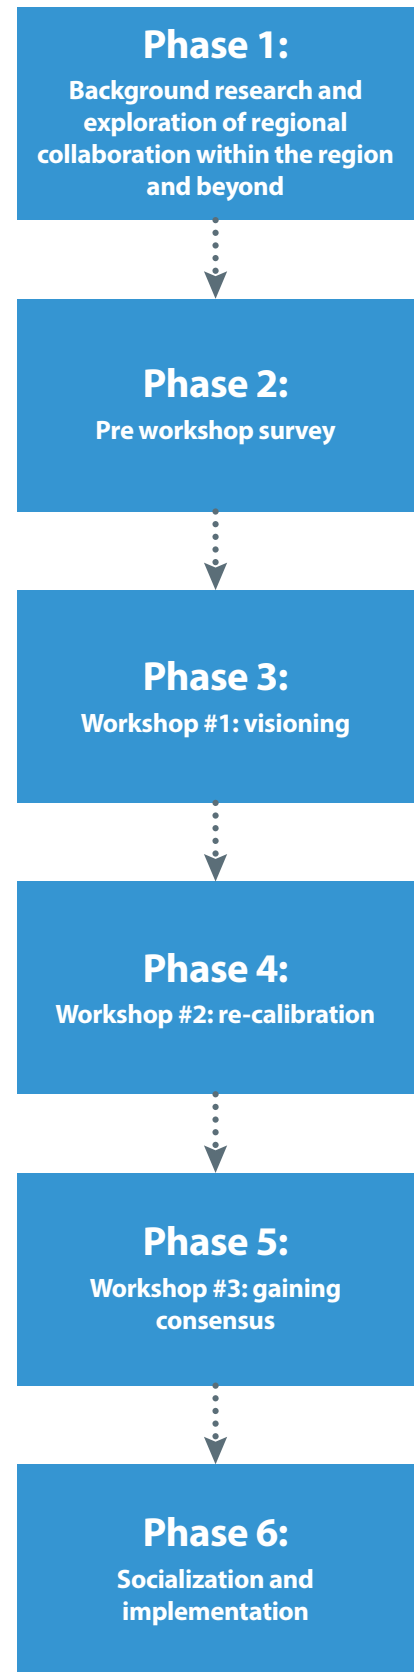 Phase 1:
Background research and
exploration of regional
collaboration within the region
and beyond
Phase 2:
Pre workshop survey
Phase 3:
Workshop #1: visioning
Phase 4:
Workshop #2: re-calibration
Phase 5:
Workshop #3: gaining
consensus
Phase 6:
Socialization and
implementation